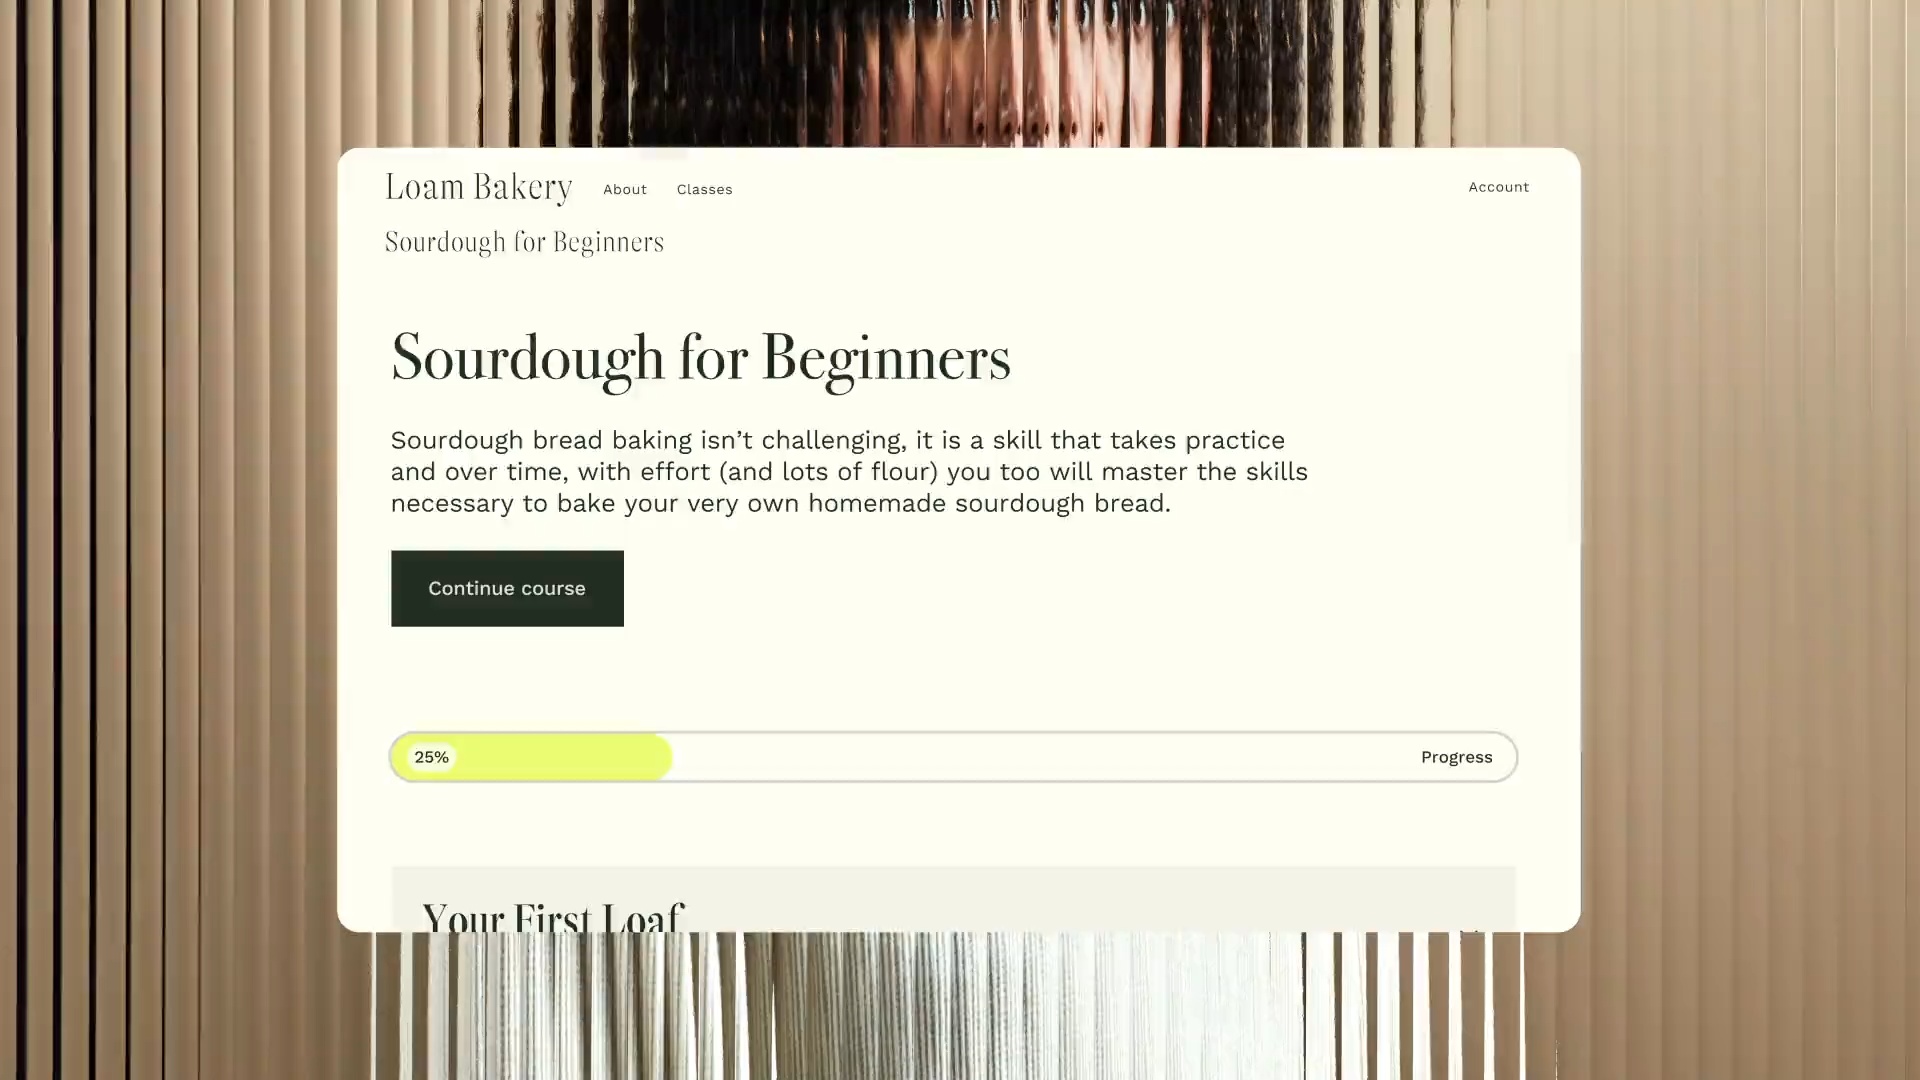 Loam Bakery
About
Classes
Account
Sourdough for Beginners
Sourdough for Beginners
Sourdough bread baking isn’t challenging, it is a skill that takes practice
and over time, with effort (and lots of flour) you too will master the skills
necessary to bake your very own homemade sourdough bread.
Continue course
25%
Progress
Your First Loaf